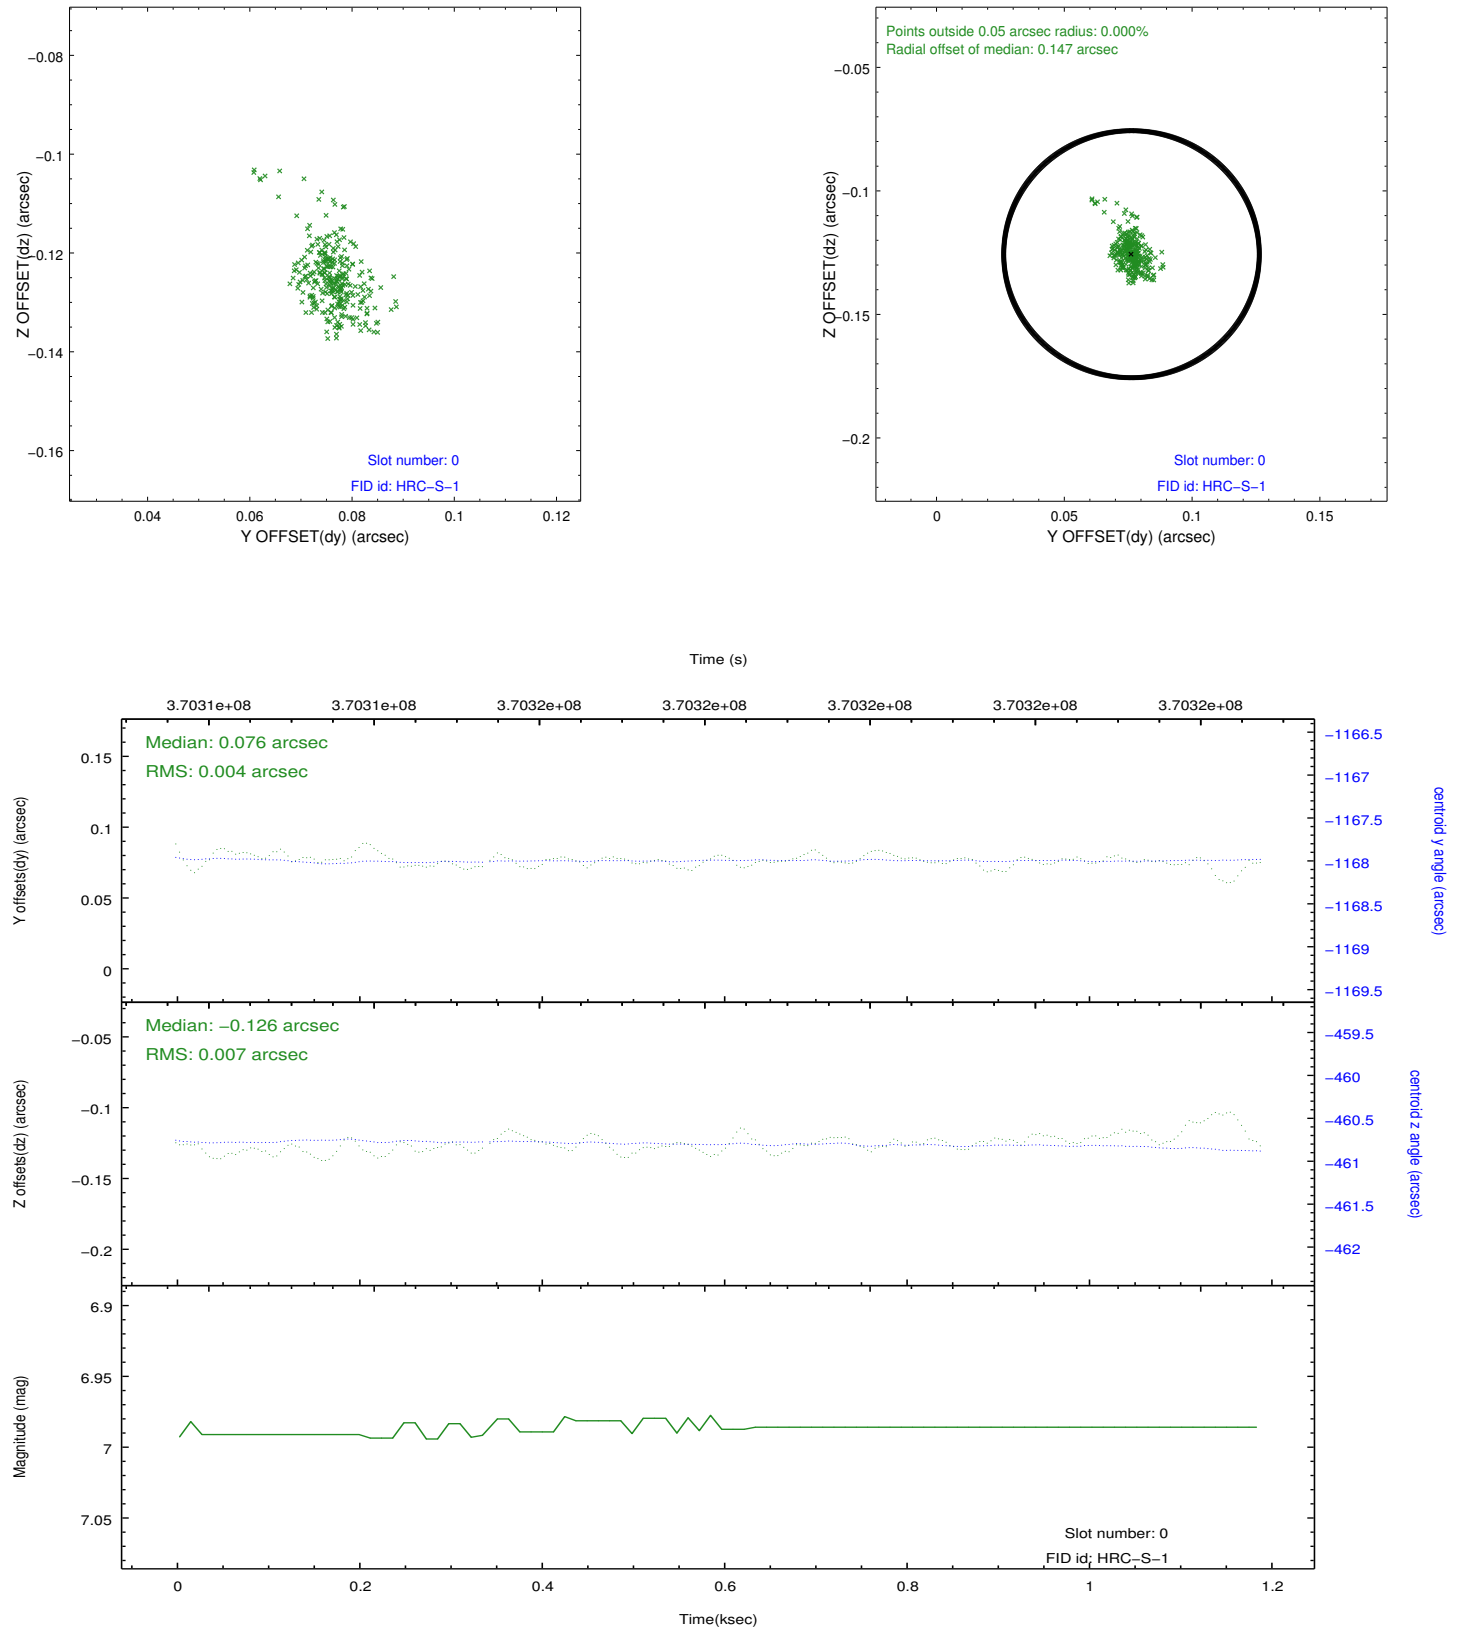 −0.08
−0.1
−0.12
−0.14
−0.16
Z OFFSET(dz) (arcsec)
Slot number: 0
FID id: HRC−S−1
0.04 0.06 0.08 0.1 0.12
Y OFFSET(dy) (arcsec)
Points outside 0.05 arcsec radius: 0.000%
Radial offset of median: 0.147 arcsec
−0.05
−0.1
−0.15
−0.2
Z OFFSET(dz) (arcsec)
Slot number: 0
FID id: HRC−S−1
0 0.05 0.1 0.15
Y OFFSET(dy) (arcsec)
Time (s)
3.7031e+08 3.7031e+08 3.7032e+08 3.7032e+08 3.7032e+08 3.7032e+08 3.7032e+08
Median: 0.076 arcsec
RMS: 0.004 arcsec
0.15
0.1
0.05
0
Y offsets(dy) (arcsec)
−1166.5
−1167
−1167.5
−1168
−1168.5
−1169
−1169.5
centroid y angle (arcsec)
Median: −0.126 arcsec
RMS: 0.007 arcsec
−0.05
−0.1
−0.15
−0.2
Z offsets(dz) (arcsec)
−459.5
−460
−460.5
−461
−461.5
−462
centroid z angle (arcsec)
6.9
6.95
7
7.05
Magnitude (mag)
Slot number: 0
FID id: HRC−S−1
0 0.2 0.4 0.6 0.8 1 1.2
Time(ksec)